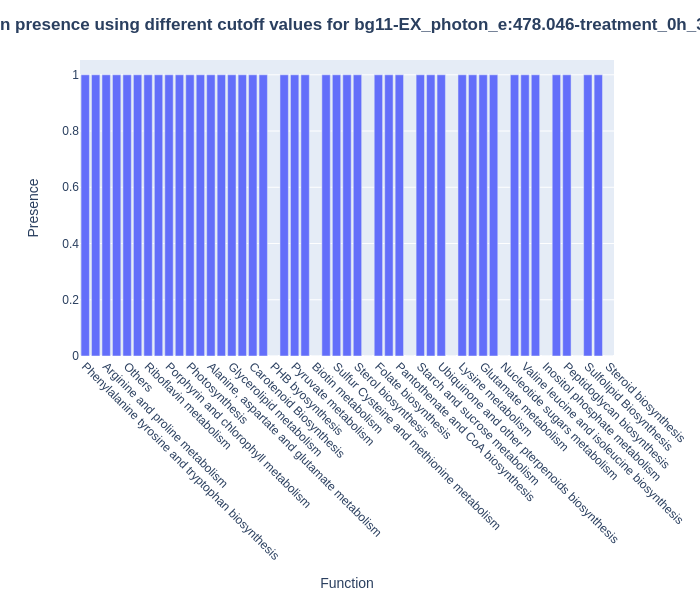 n presence using different cutoff values for bg11-EX_photon_e:478.046-treatment_0h_3
1
0.8
0.6
0.4
0.2
0
Presence
Phenylalanine tyrosine and tryptophan biosynthesis
Arginine and proline metabolism
Others
Riboflavin metabolism
Porphyrin and chlorophyll metabolism
Photosynthesis
Alanine, aspartate and glutamate metabolism
Glycerolipid metabolism
Carotenoid Biosynthesis
PHB byosynthesis
Pyruvate metabolism
Biotin metabolism
Sulfur Cysteine and methionine metabolism
Sterol biosynthesis
Folate biosynthesis
Pantothenate and CoA biosynthesis
Starch and sucrose metabolism
Ubiquinone and other pterpenoids biosynthesis
Lysine metabolism
Glutamate metabolism
Nucleotide sugars metabolism
Valine leucine and isoleucine biosynthesis
Inositol phosphate metabolism
Peptidoglycan biosynthesis
Sulfolipid Biosynthesis
Steroid biosynthesis
Function